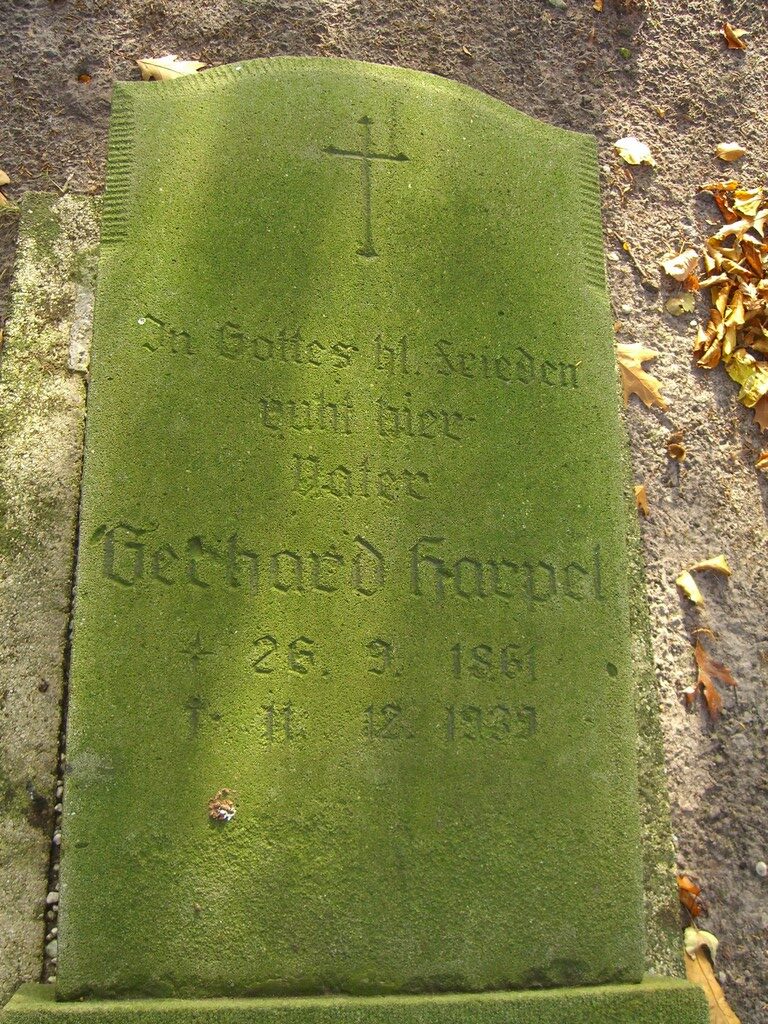 In Gottes hl. Frieden
ruht hier
Vater
Gerhard Harpel
* 26. 9. 1861
† 11. 12. 1939